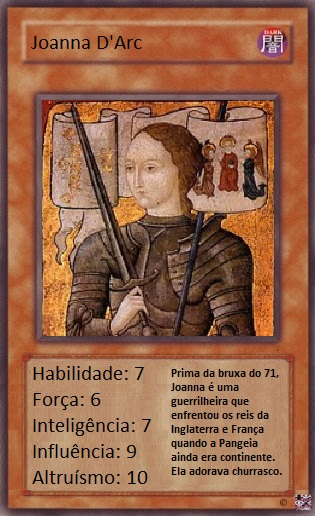 Joanna D'Arc
DARK
闇
Habilidade: 7
Força: 6
Inteligência: 7
Influência: 9
Altruísmo: 10
Prima da bruxa do 71,
Joanna é uma
guerrilheira que
enfrentou os reis da
Inglaterra e França
quando a Pangeia
ainda era continente.
Ela adorava churrasco.
©